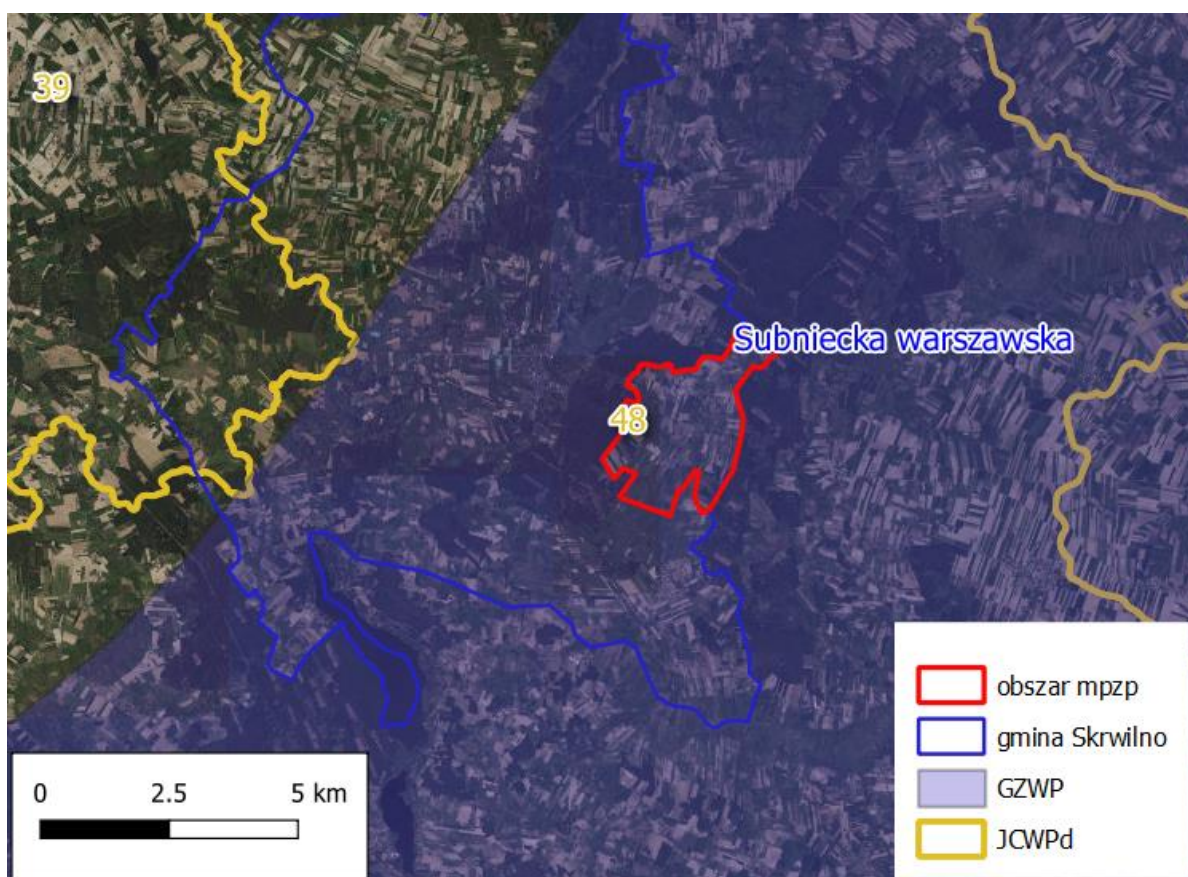 39
Subniecka warszawska
48
obszar mpzp
gmina Skrwilno
GZWP
JCWPd
0 2.5 5 km